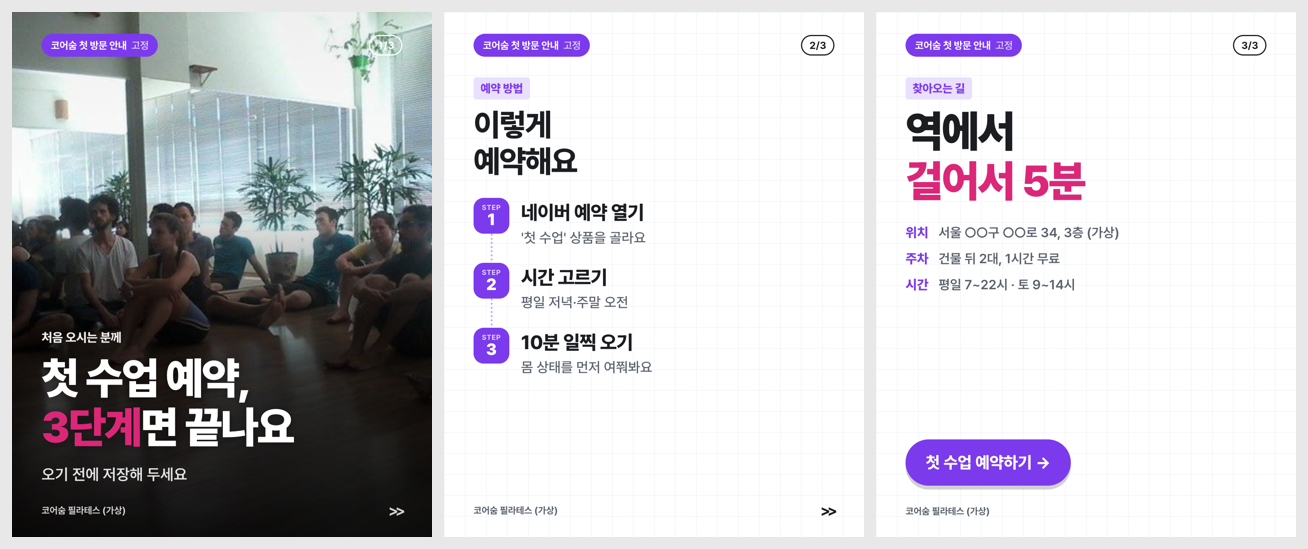 코어숨 첫 방문 안내 고정
1/3
처음 오시는 분께
첫 수업 예약,
3단계면 끝나요
오기 전에 저장해 두세요
코어숨 필라테스 (가상)
>>
코어숨 첫 방문 안내 고정
2/3
예약 방법
이렇게
예약해요
STEP
1
네이버 예약 열기
'첫 수업' 상품을 골라요
STEP
2
시간 고르기
평일 저녁·주말 오전
STEP
3
10분 일찍 오기
몸 상태를 먼저 여쭤봐요
코어숨 필라테스 (가상)
>>
코어숨 첫 방문 안내 고정
3/3
찾아오는 길
역에서
걸어서 5분
위치 서울 〇〇구 〇〇로 34, 3층 (가상)
주차 건물 뒤 2대, 1시간 무료
시간 평일 7~22시 · 토 9~14시
첫 수업 예약하기 →
코어숨 필라테스 (가상)